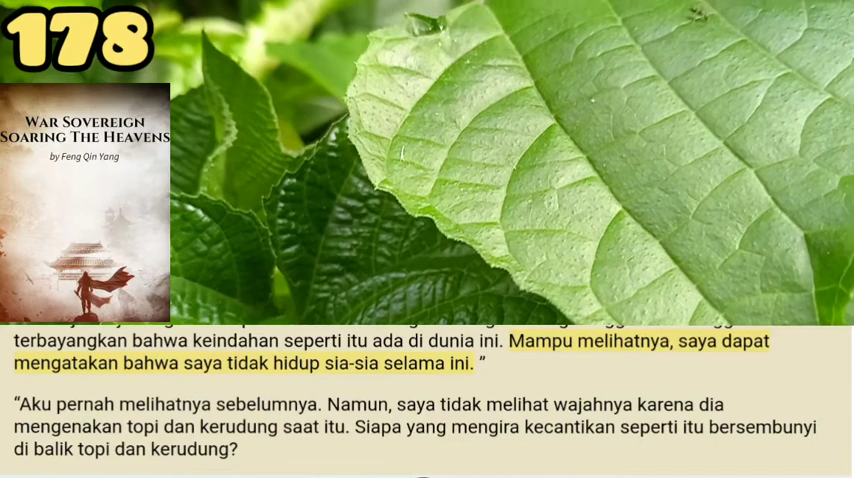 178
WAR SOVEREIGN
SOARING THE HEAVENS
by Feng Qin Yang
terbayangkan bahwa keindahan seperti itu ada di dunia ini. Mampu melihatnya, saya dapat
mengatakan bahwa saya tidak hidup sia-sia selama ini. ”
“Aku pernah melihatnya sebelumnya. Namun, saya tidak melihat wajahnya karena dia
mengenakan topi dan kerudung saat itu. Siapa yang mengira kecantikan seperti itu bersembunyi
di balik topi dan kerudung?